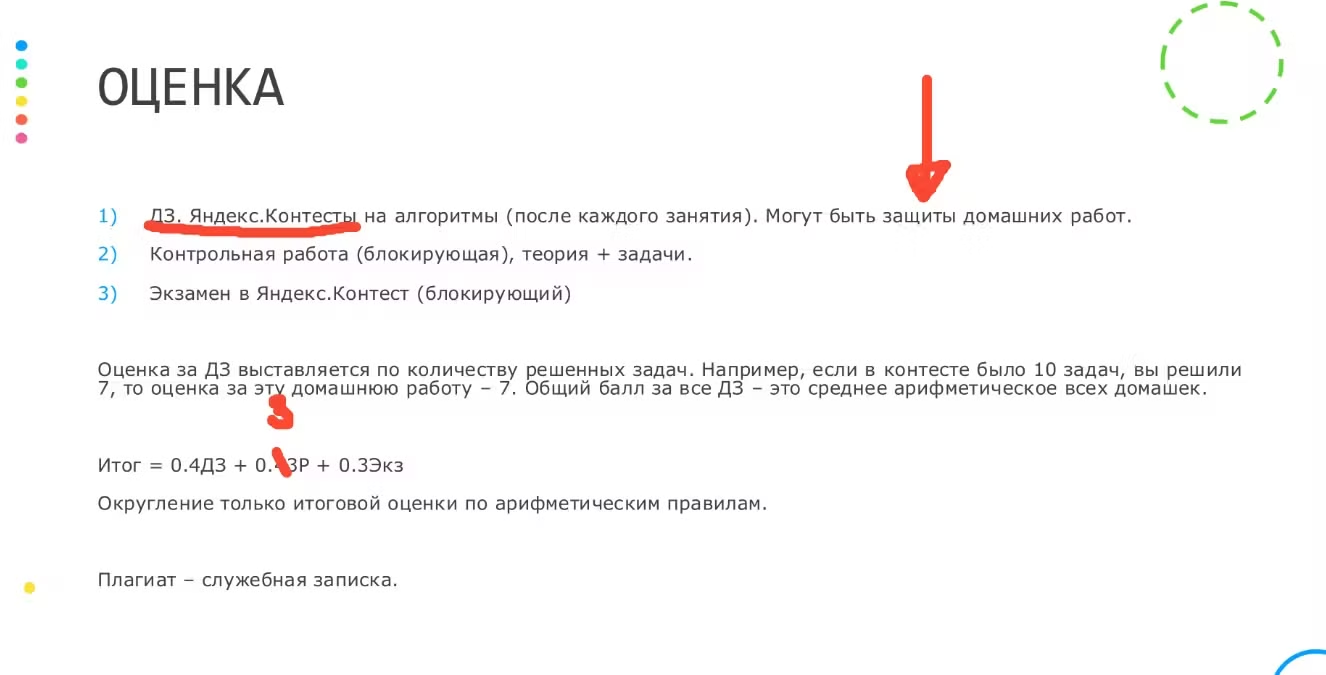 ОЦЕНКА
1) ДЗ. Яндекс.Контесты на алгоритмы (после каждого занятия). Могут быть защиты домашних работ.
2) Контрольная работа (блокирующая), теория + задачи.
3) Экзамен в Яндекс.Контест (блокирующий)
Оценка за ДЗ выставляется по количеству решенных задач. Например, если в контесте было 10 задач, вы решили
7, то оценка за эту домашнюю работу – 7. Общий балл за все ДЗ – это среднее арифметическое всех домашек.
3
Итог = 0.4ДЗ + 0. + 0.3Экз
Округление только итоговой оценки по арифметическим правилам.
Плагиат – служебная записка.